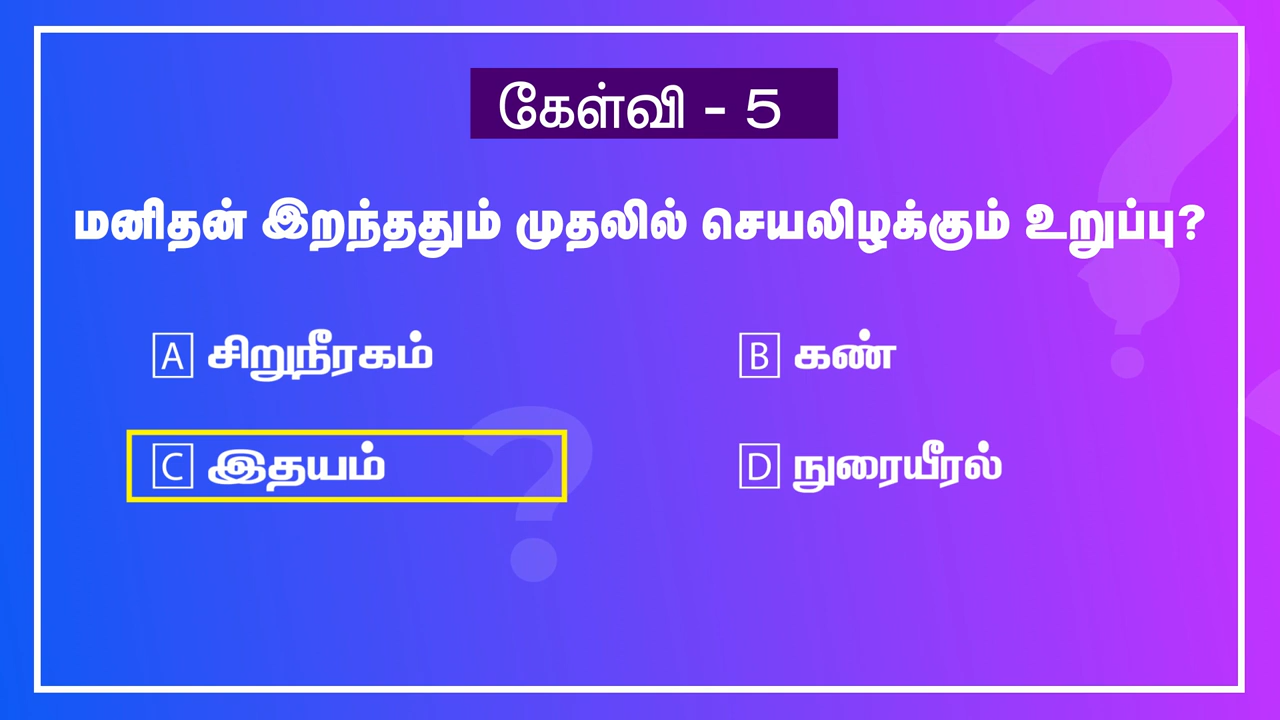 கேள்வி - 5
மனிதன் இறந்ததும் முதலில் செயலிழக்கும் உறுப்பு?
A சிறுநீரகம்
B கண்
C இதயம்
D நுரையீரல்